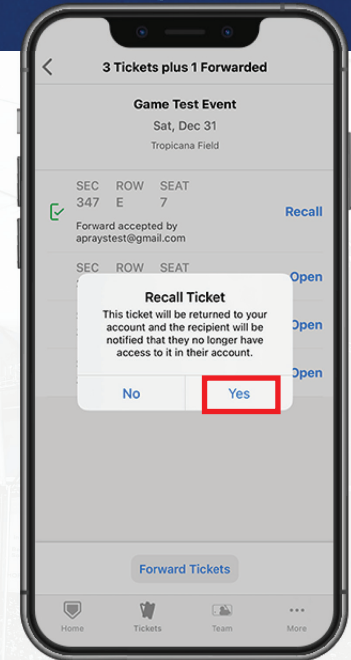 3 Tickets plus 1 Forwarded
Game Test Event
Sat, Dec 31
Tropicana Field
SEC ROW SEAT
347 E 7
Recall
Forward accepted by
apraystest@gmail.com
SEC ROW SEAT
Open
Recall Ticket
This ticket will be returned to your
account and the recipient will be
notified that they no longer have
access to it in their account.
Open
Open
No Yes
Forward Tickets
Home Tickets Team More